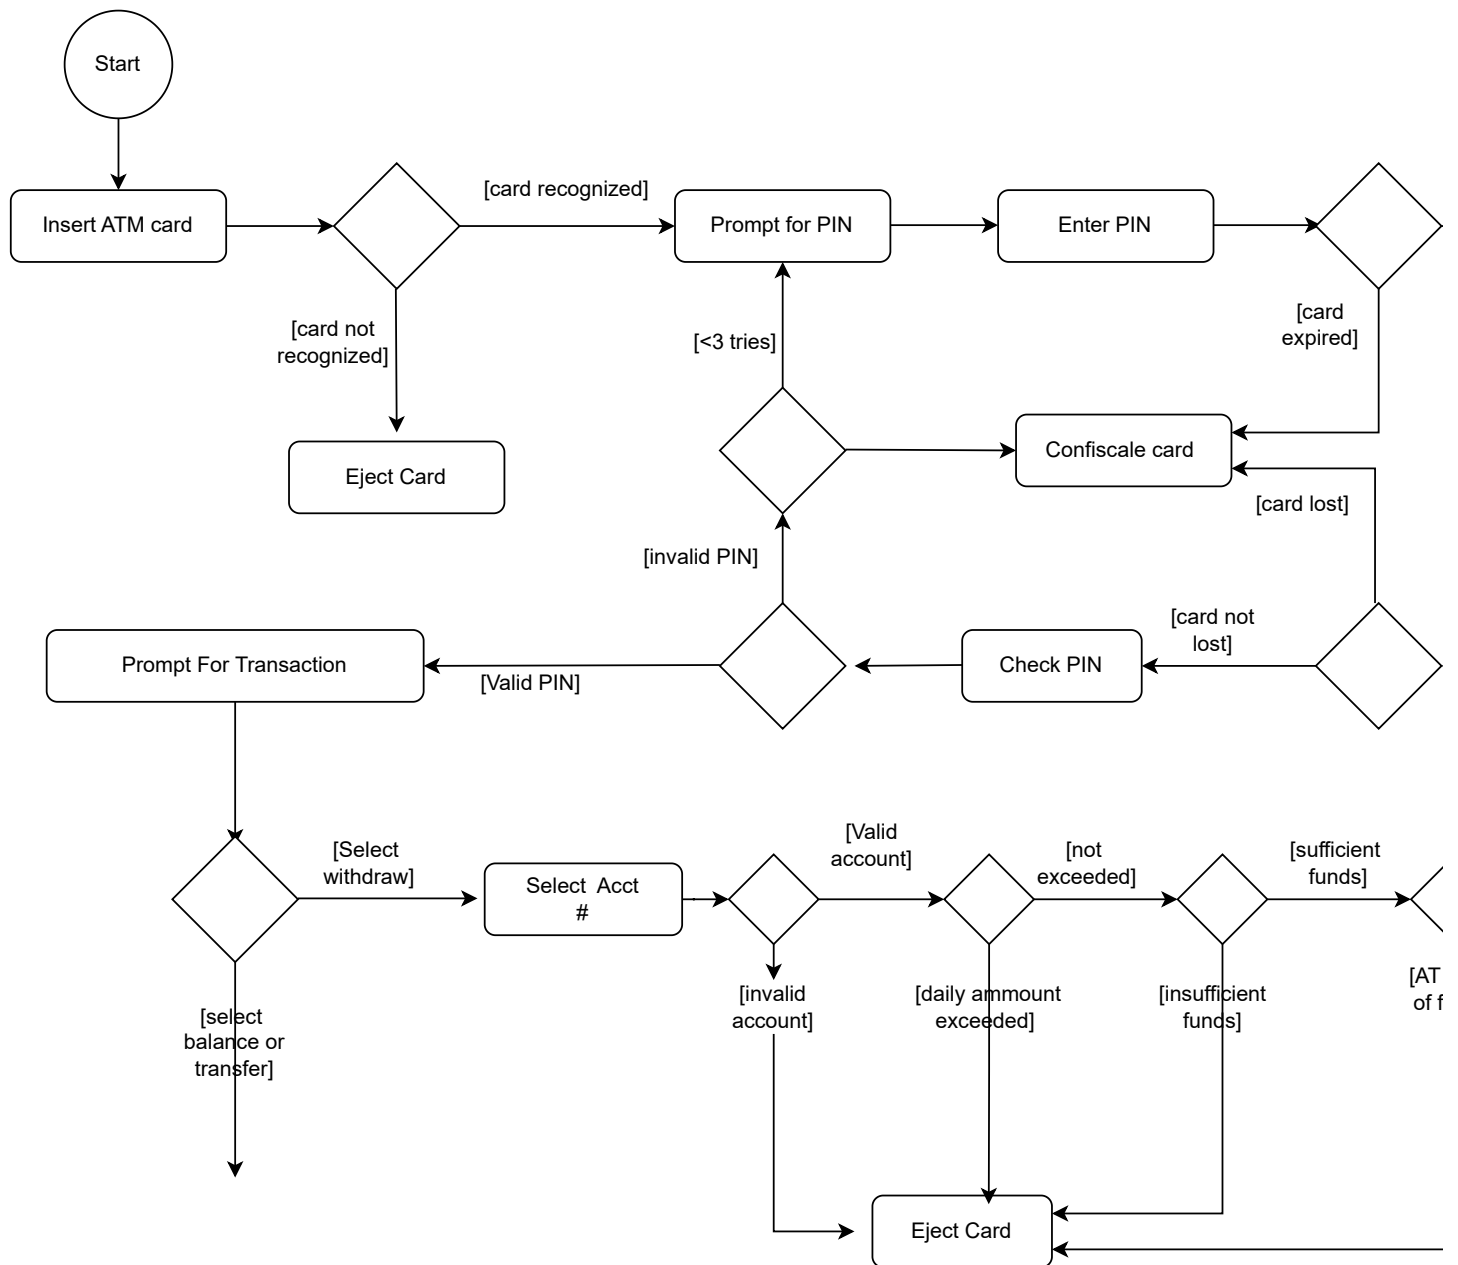 Start
Insert ATM card
[card recognized]
Prompt for PIN
Enter PIN
[card not
recognized]
[card
expired]
[<3 tries]
Eject Card
Confiscale card
[card lost]
[invalid PIN]
[card not
lost]
Prompt For Transaction
[Valid PIN]
Check PIN
[Select
withdraw]
Select  Acct
#
[Valid
account]
[not
exceeded]
[sufficient
funds]
[select
balance or
transfer]
[invalid
account]
[daily ammount
exceeded]
[insufficient
funds]
[AT
of f
Eject Card